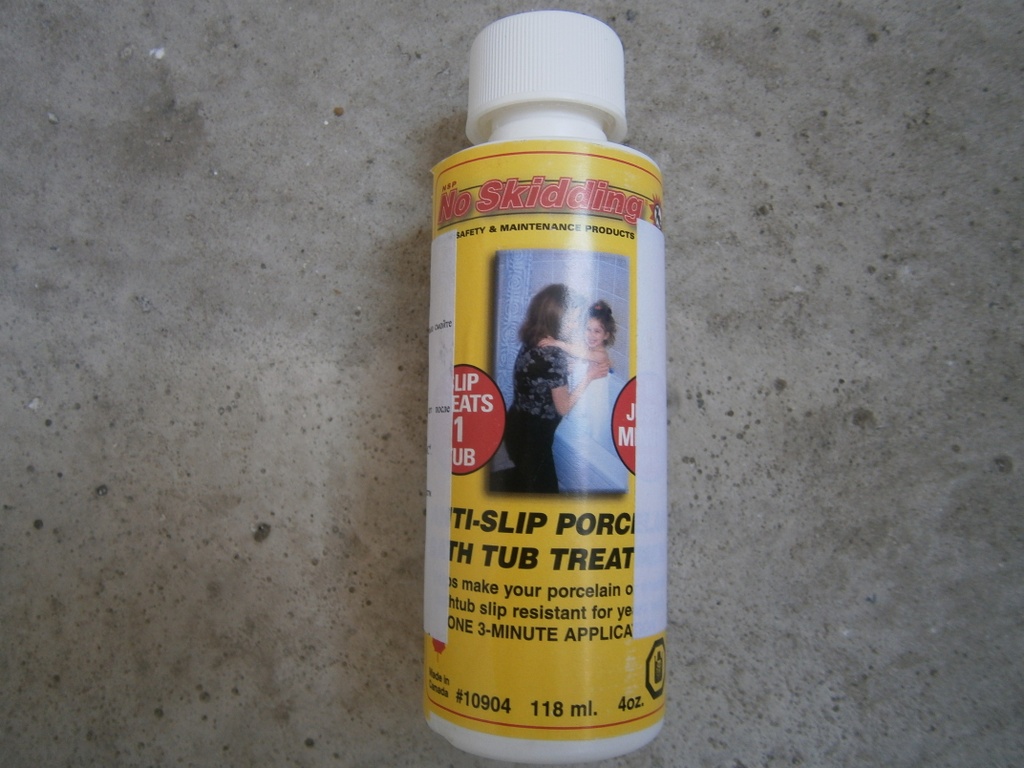 H & P
No Skidding
SAFETY & MAINTENANCE PRODUCTS
SLIP
EATS
1
UB
J
M
TI-SLIP PORC
TH TUB TREAT
s make your porcelain o
htub slip resistant for ye
ONE 3-MINUTE APPLICA
Made in
Canada
#10904 118 ml. 4oz.